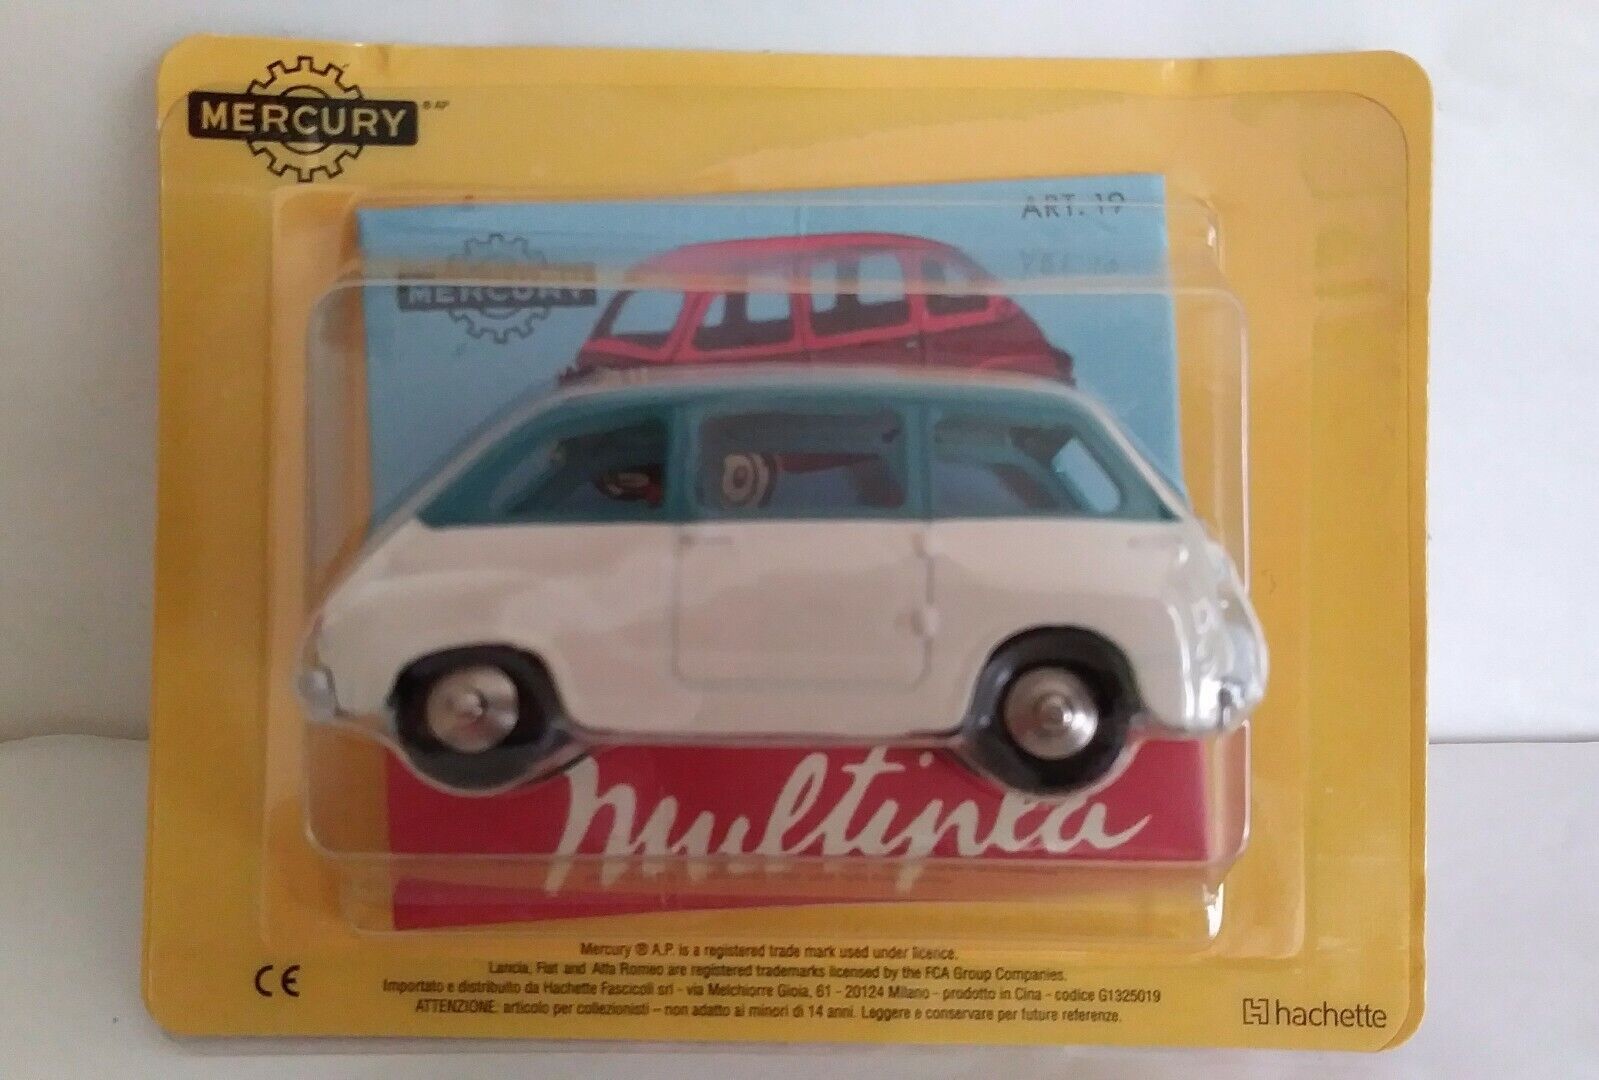 MERCURY ® AP
ART. 19
MERCURY
Multipla
Mercury ® A.P. is a registered trade mark used under licence.
Lancia, Fiat and Alfa Romeo are registered trademarks licensed by the FCA Group Companies.
Importato e distribuito da Hachette Fascicoli srl - via Melchiorre Gioia, 61 - 20124 Milano - prodotto in Cina - codice G1325019
ATTENZIONE: articolo per collezionisti – non adatto ai minori di 14 anni. Leggere e conservare per future referenze.
CE
hachette